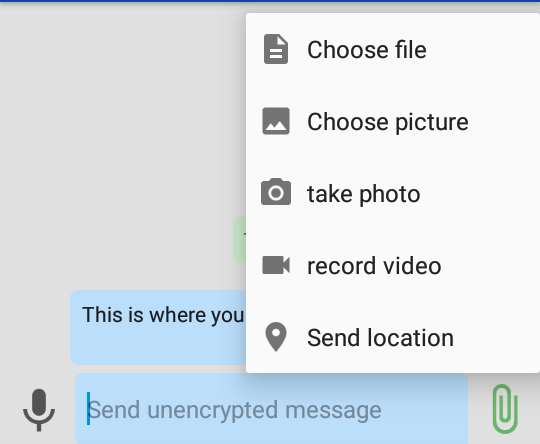 Choose file
Choose picture
take photo
record video
This is where you
Send location
Send unencrypted message